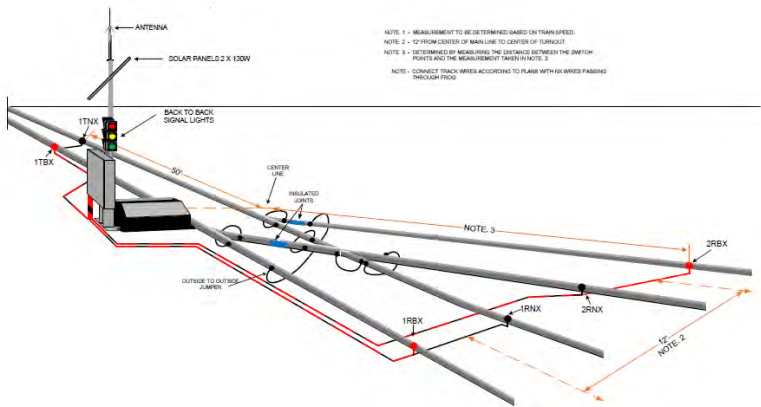 ANTENNA
SOLAR PANELS 2 X 130W
NOTE. 1 - MEASUREMENT TO BE DETERMINED BASED ON TRAIN SPEED.
NOTE. 2 - 12' FROM CENTER OF MAIN LINE TO CENTER OF TURNOUT
NOTE. 3 - DETERMINED BY MEASURING THE DISTANCE BETWEEN THE SWITCH
POINTS AND THE MEASUREMENT TAKEN IN NOTE. 2
NOTE - CONNECT TRACK WIRES ACCORDING TO PLANS WITH NX WIRES PASSING
THROUGH FROG
BACK TO BACK
SIGNAL LIGHTS
1TNX
1TBX
50'
CENTER
LINE
INSULATED
JOINTS
NOTE. 3
2RBX
OUTSIDE TO OUTSIDE
JUMPER
2RNX
1RNX
1RBX
12'
NOTE. 2